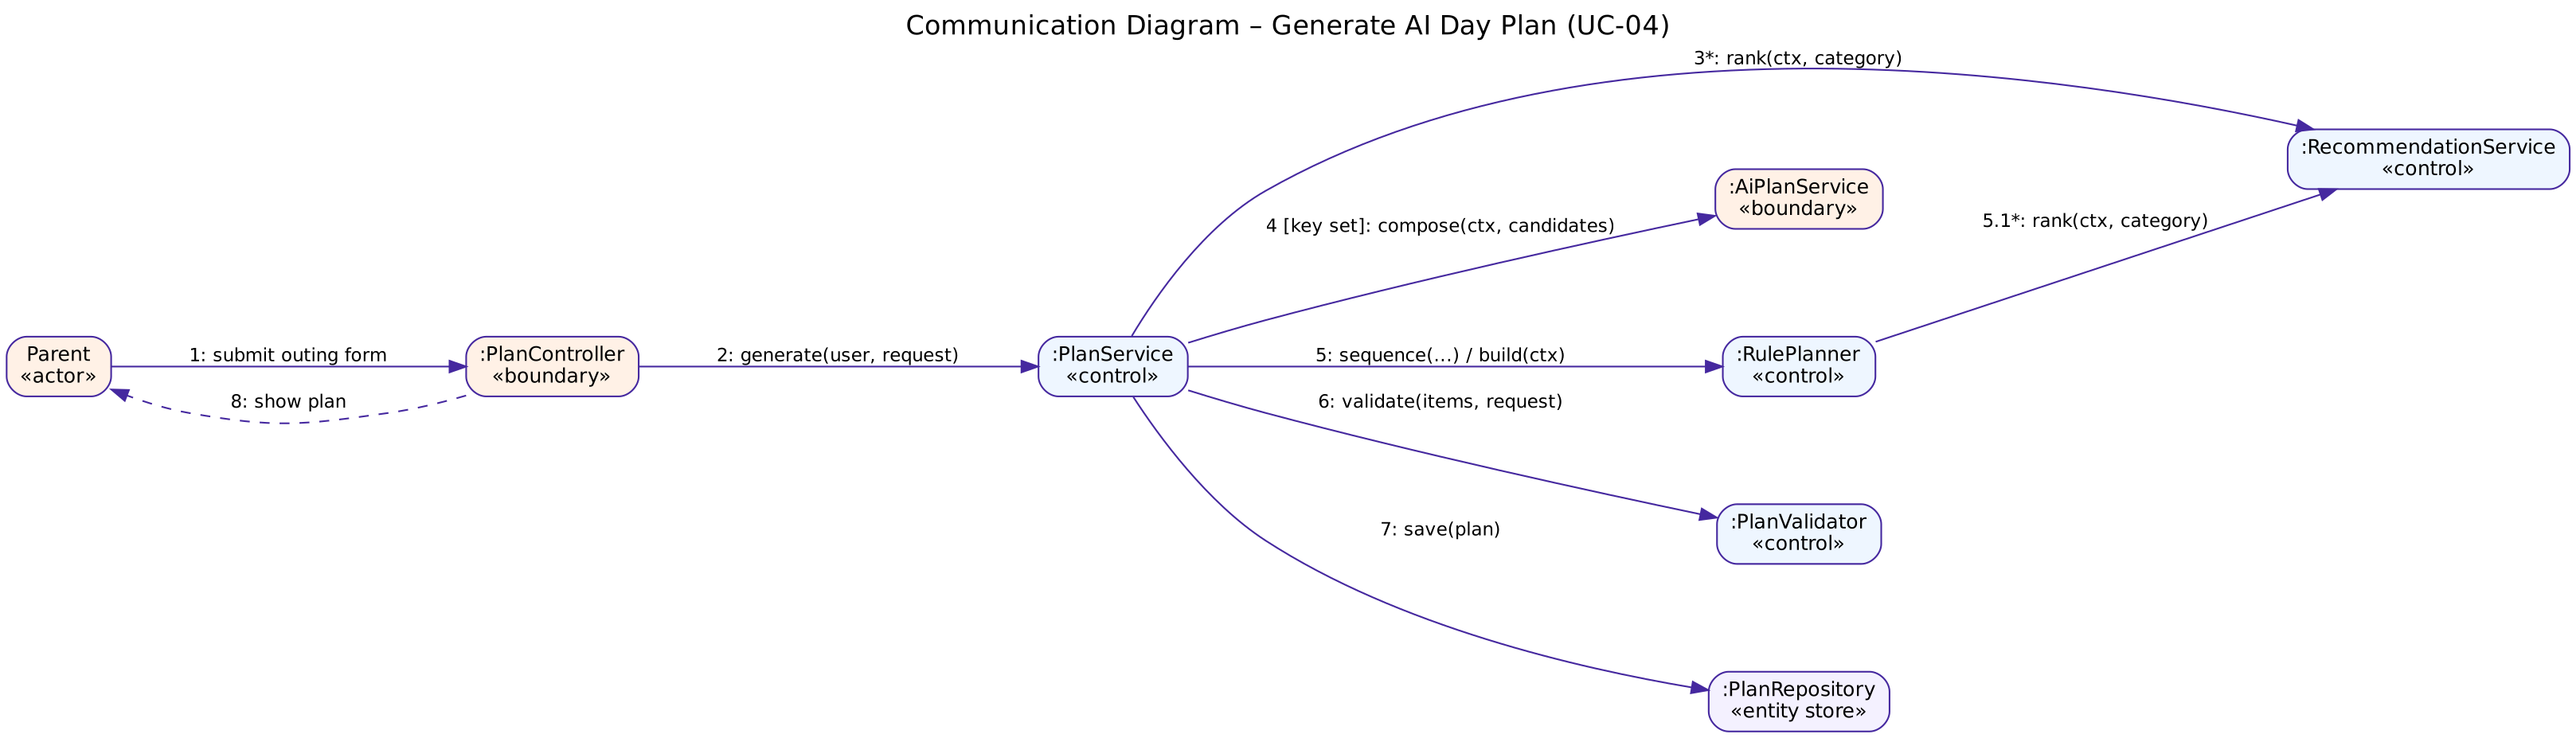 Communication Diagram – Generate AI Day Plan (UC-04)
3*: rank(ctx, category)
:RecommendationService
«control»
:AiPlanService
«boundary»
4 [key set]: compose(ctx, candidates)
5.1*: rank(ctx, category)
Parent
«actor»
1: submit outing form
:PlanController
«boundary»
2: generate(user, request)
:PlanService
«control»
5: sequence(...) / build(ctx)
:RulePlanner
«control»
8: show plan
6: validate(items, request)
:PlanValidator
«control»
7: save(plan)
:PlanRepository
«entity store»